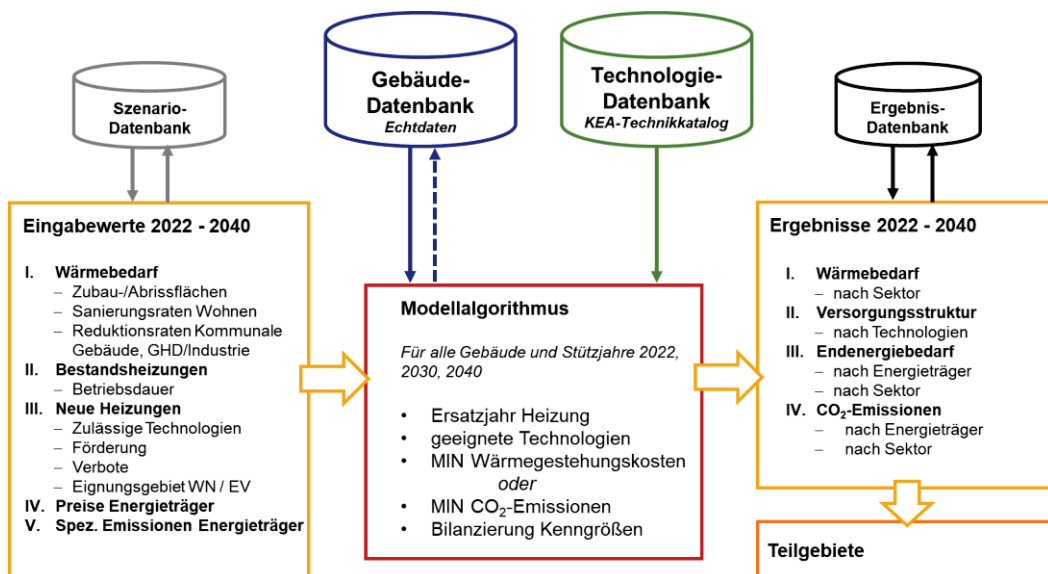 Szenario-
Datenbank
Gebäude-
Datenbank
Echtdaten
Technologie-
Datenbank
KEA-Technikkatalog
Ergebnis-
Datenbank
Eingabewerte 2022 - 2040
I. Wärmebedarf
– Zubau-/Abrissflächen
– Sanierungsraten Wohnen
– Reduktionsraten Kommunale
Gebäude, GHD/Industrie
II. Bestandsheizungen
– Betriebsdauer
III. Neue Heizungen
– Zulässige Technologien
– Förderung
– Verbote
– Eignungsgebiet WN / EV
IV. Preise Energieträger
V. Spez. Emissionen Energieträger
Modellalgorithmus
Für alle Gebäude und Stützjahre 2022,
2030, 2040
• Ersatzjahr Heizung
• geeignete Technologien
• MIN Wärmegestehungskosten
oder
• MIN CO₂-Emissionen
• Bilanzierung Kenngrößen
Ergebnisse 2022 - 2040
I. Wärmebedarf
– nach Sektor
II. Versorgungsstruktur
– nach Technologien
III. Endenergiebedarf
– nach Energieträger
– nach Sektor
IV. CO₂-Emissionen
– nach Energieträger
– nach Sektor
Teilgebiete